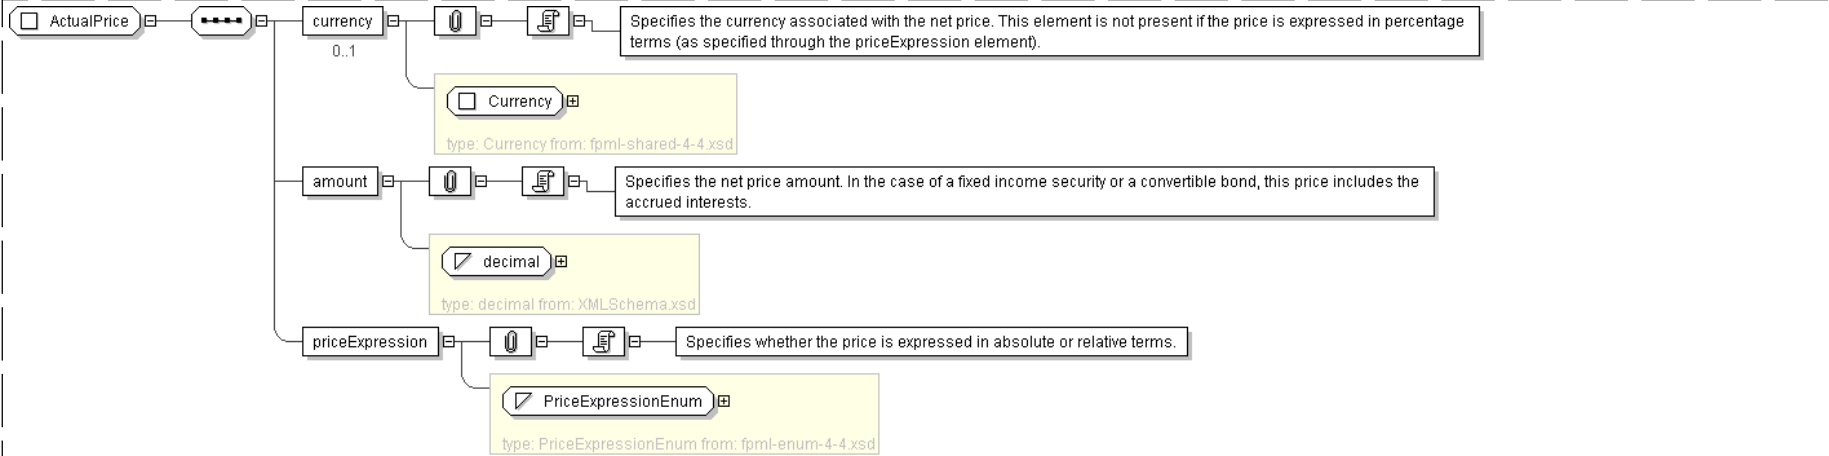 ActualPrice
currency
0..1
Specifies the currency associated with the net price. This element is not present if the price is expressed in percentage
terms (as specified through the priceExpression element).
Currency
type: Currency from: fpml-shared-4-4.xsd
amount
Specifies the net price amount. In the case of a fixed income security or a convertible bond, this price includes the
accrued interests.
decimal
type: decimal from: XMLSchema.xsd
priceExpression
Specifies whether the price is expressed in absolute or relative terms.
PriceExpressionEnum
type: PriceExpressionEnum from: fpml-enum-4-4.xsd